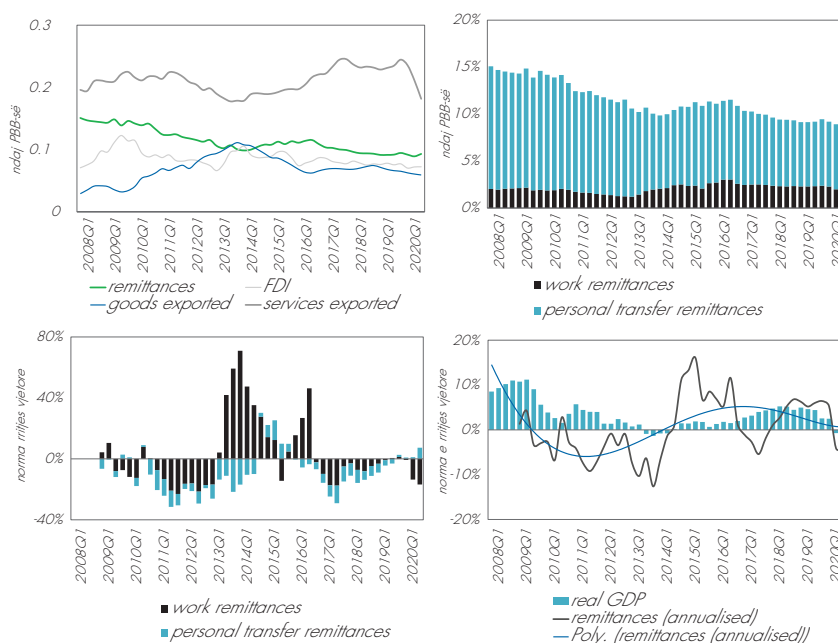 0.3
0.2
0.1
0
ndaj PBB-së
2008Q1
2009Q1
2010Q1
2011Q1
2012Q1
2013Q1
2014Q1
2015Q1
2016Q1
2017Q1
2018Q1
2019Q1
2020Q1
remittances FDI
goods exported services exported
20%
15%
10%
5%
0%
ndaj PBB-së
2008Q1
2009Q1
2010Q1
2011Q1
2012Q1
2013Q1
2014Q1
2015Q1
2016Q1
2017Q1
2018Q1
2019Q1
2020Q1
work remittances
personal transfer remittances
80%
40%
0%
-40%
norma rritjes vjetore
2008Q1
2009Q1
2010Q1
2011Q1
2012Q1
2013Q1
2014Q1
2015Q1
2016Q1
2017Q1
2018Q1
2019Q1
2020Q1
work remittances
personal transfer remittances
20%
10%
0%
-10%
-20%
norma e rritjes vjetore
2008Q1
2009Q1
2010Q1
2011Q1
2012Q1
2013Q1
2014Q1
2015Q1
2016Q1
2017Q1
2018Q1
2019Q1
2020Q1
real GDP
remittances (annualised)
Poly. (remittances (annualised))